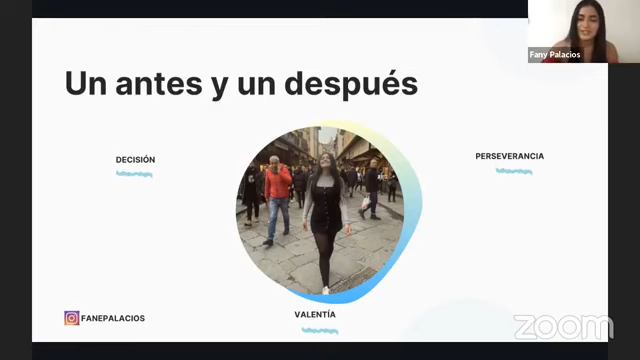 Fany Palacios
Un antes y un después
DECISIÓN
PERSEVERANCIA
VALENTÍA
FANEPALACIOS
zoom